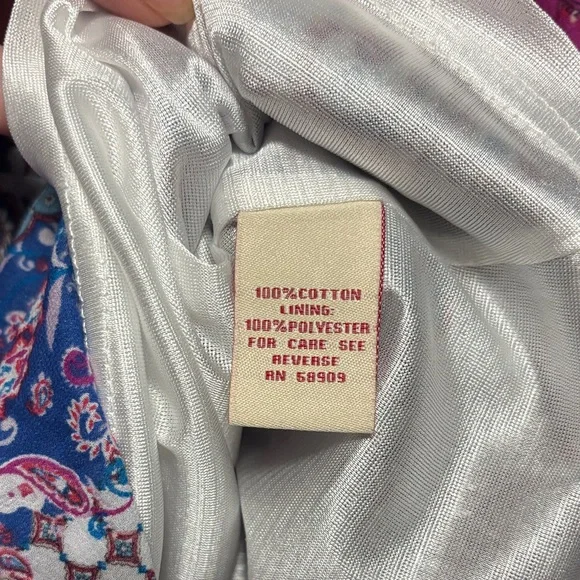 100%COTTON
LINING:
100%POLYESTER
FOR CARE SEE
REVERSE
RN 58909